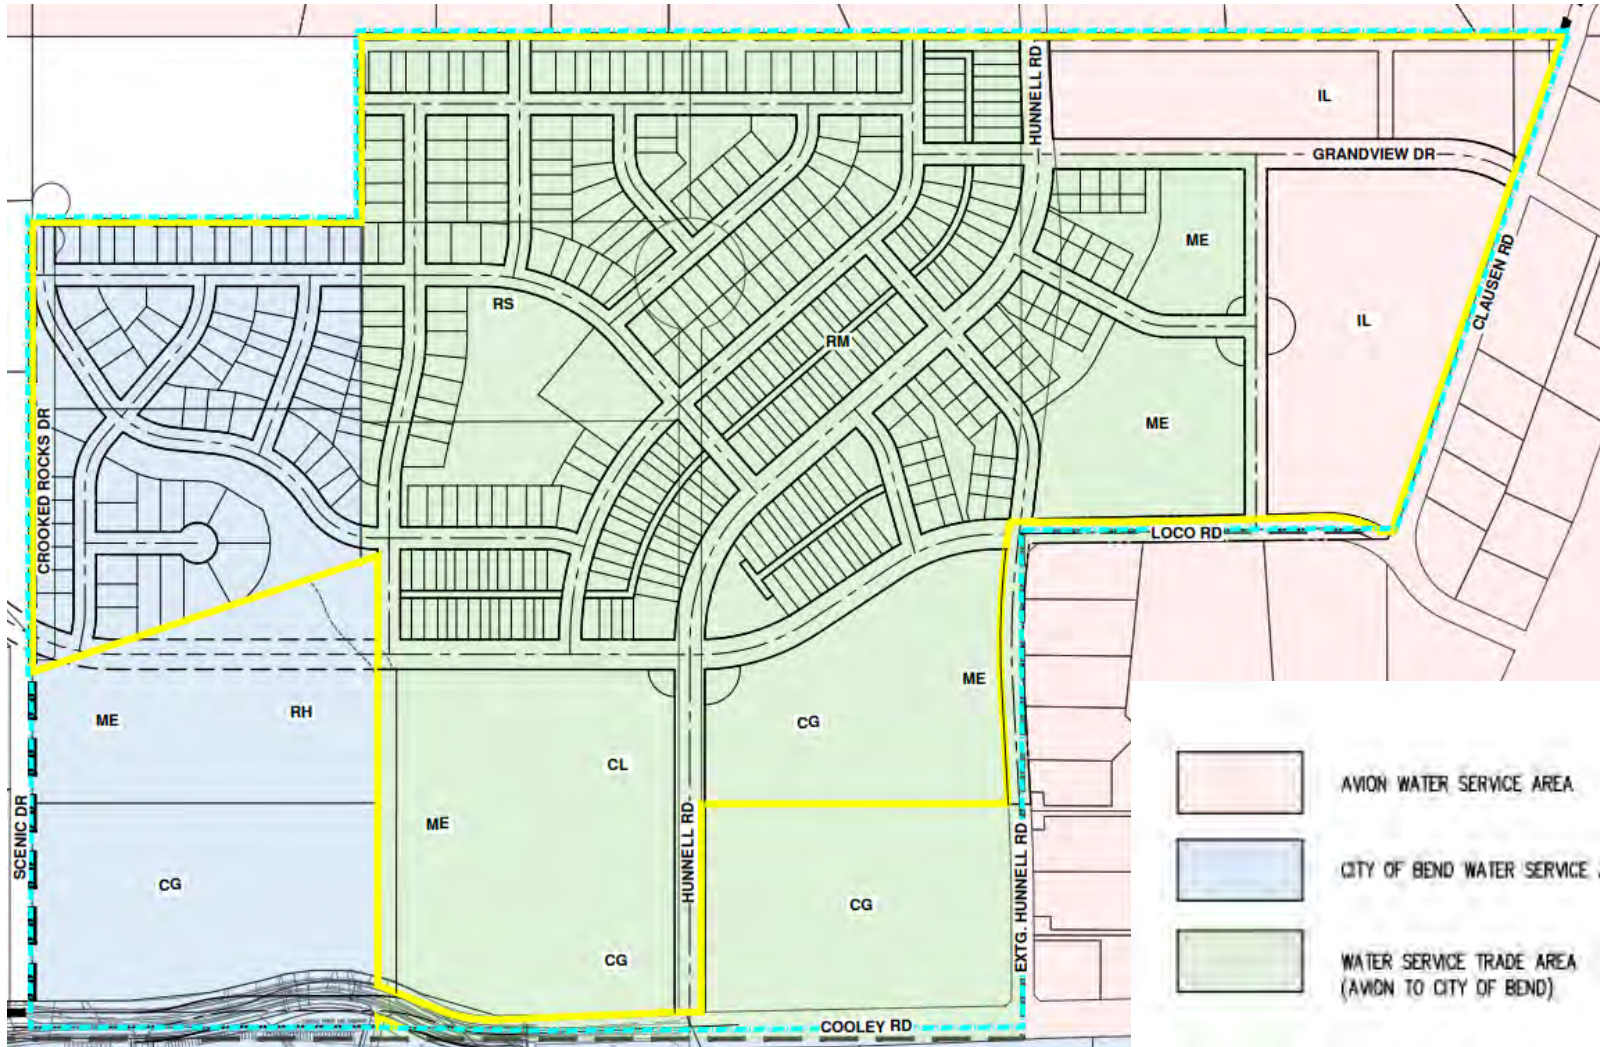 HUNNELL RD
IL
GRANDVIEW DR
ME
CLAUSEN RD
RS
IL
RM
CROOKED ROCKS DR
ME
LOCO RD
ME
ME
RH
CG
CL
SCENIC DR
ME
HUNNELL RD
EXTG. HUNNELL RD
CG
CG
CG
COOLEY RD
AVION WATER SERVICE AREA
CITY OF BEND WATER SERVICE
WATER SERVICE TRADE AREA
(AVION TO CITY OF BEND)